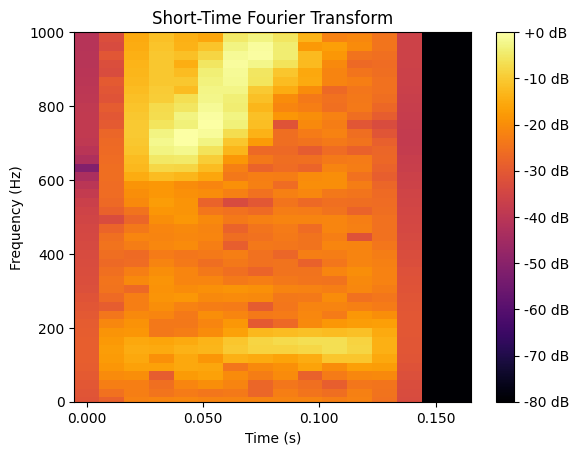 Short-Time Fourier Transform
1000
800
600
400
200
0
Frequency (Hz)
0.000
0.050
0.100
0.150
Time (s)
+0 dB
-10 dB
-20 dB
-30 dB
-40 dB
-50 dB
-60 dB
-70 dB
-80 dB